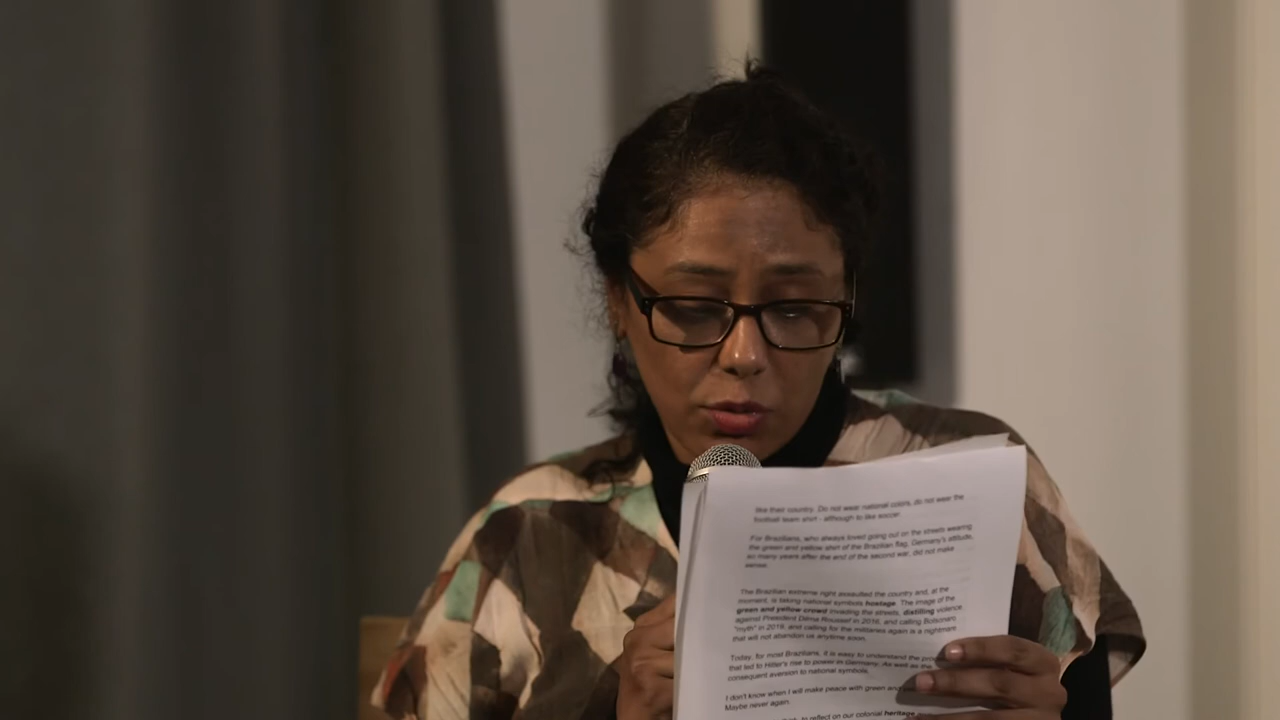 like their country. Do not wear national colors, do not wear the
football team shirt - although to like soccer.
For Brazilians, who always loved going out on the streets wearing
the green and yellow shirt of the Brazilian flag, Germany's attitude,
so many years after the end of the second war, did not make
sense.
The Brazilian extreme right assaulted the country and, at the
moment, is taking national symbols hostage. The image of the
green and yellow crowd invading the streets, distilling violence
against President Dilma Roussef in 2016, and calling Bolsonaro
"myth" in 2018, and calling for the militaries again is a nightmare
that will not abandon us anytime soon.
Today, for most Brazilians, it is easy to understand the
that led to Hitler's rise to power in Germany. As well as the
consequent aversion to national symbols.
I don't know when I will make peace with green and
Maybe never again.
to reflect on our colonial heritage